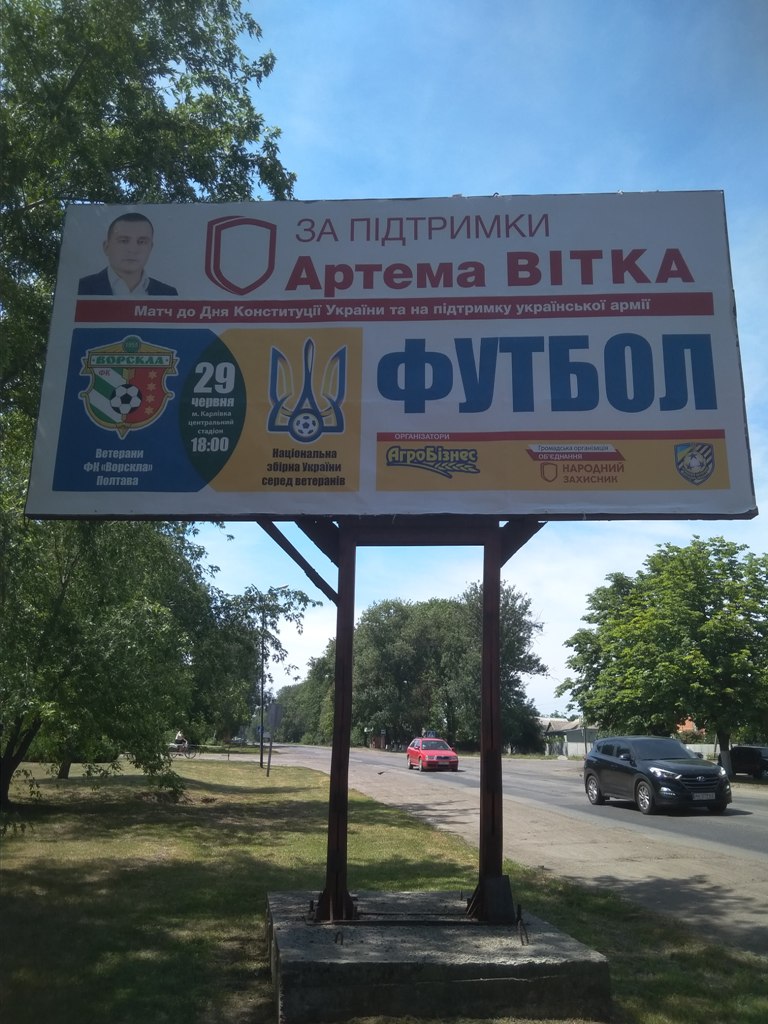 ЗА ПІДТРИМКИ
Артема ВІТКА
Матч до Дня Конституції України та на підтримку української армії
ВОРСКЛА
ФК
Ветерани
ФК «Ворскла»
Полтава
29
червня
м. Карлівка
центральний
стадіон
18:00
Національна
збірна України
серед ветеранів
ФУТБОЛ
ОРГАНІЗАТОРИ
АгроБізнес
Громадська організація
ОБ'ЄДНАННЯ
НАРОДНИЙ
ЗАХИСНИК